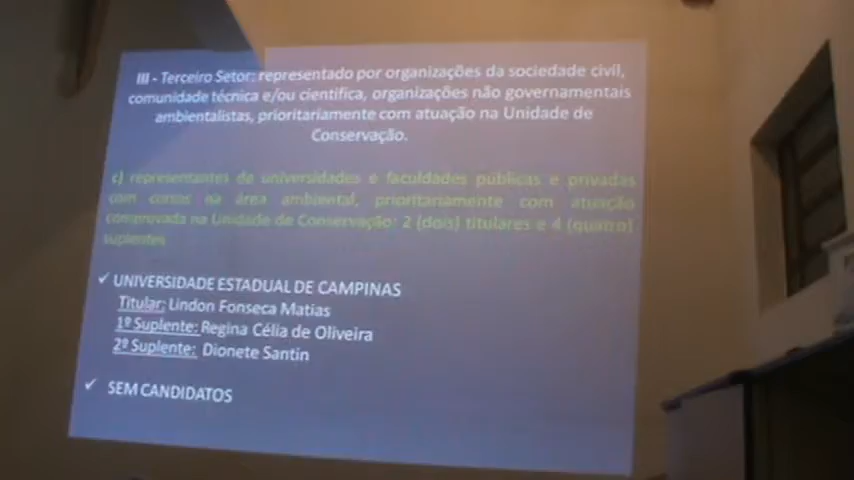 III - Terceiro Setor: representado por organizações da sociedade civil,
comunidade técnica e/ou científica, organizações não governamentais
ambientalistas, prioritariamente com atuação na Unidade de
Conservação.
c) representantes de universidades e faculdades públicas e privadas
com cursos na área ambiental, prioritariamente com atuação
comprovada na Unidade de Conservação: 2 (dois) titulares e 4 (quatro)
suplentes
✓ UNIVERSIDADE ESTADUAL DE CAMPINAS
Titular: Lindon Fonseca Matias
1º Suplente: Regina Célia de Oliveira
2º Suplente: Dionete Santin
✓ SEM CANDIDATOS